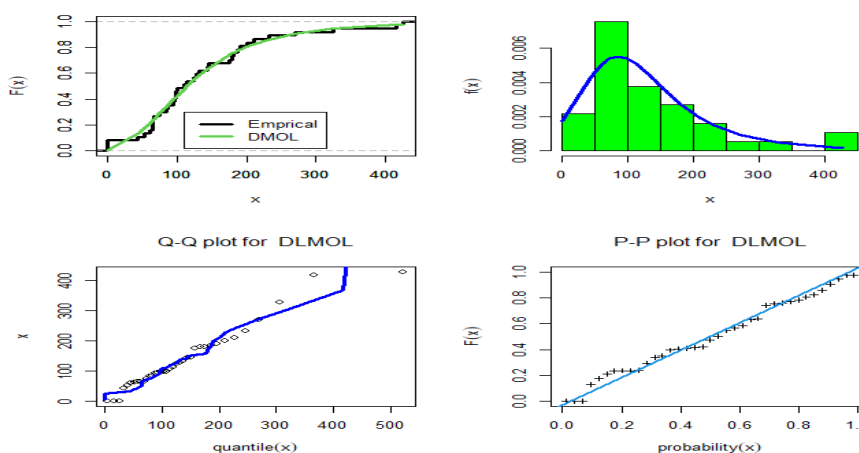 F(x)
1.0
0.8
0.6
0.4
0.2
0.0
Emprical
DMOL
0 100 200 300 400
x
f(x)
0.006
0.004
0.002
0.000
0 100 200 300 400
x
Q-Q plot for DLMOL
x
400
300
200
100
0
0 100 200 300 400 500
quantile(x)
P-P plot for DLMOL
F(x)
1.0
0.8
0.6
0.4
0.2
0.0
0.0 0.2 0.4 0.6 0.8 1.
probability(x)